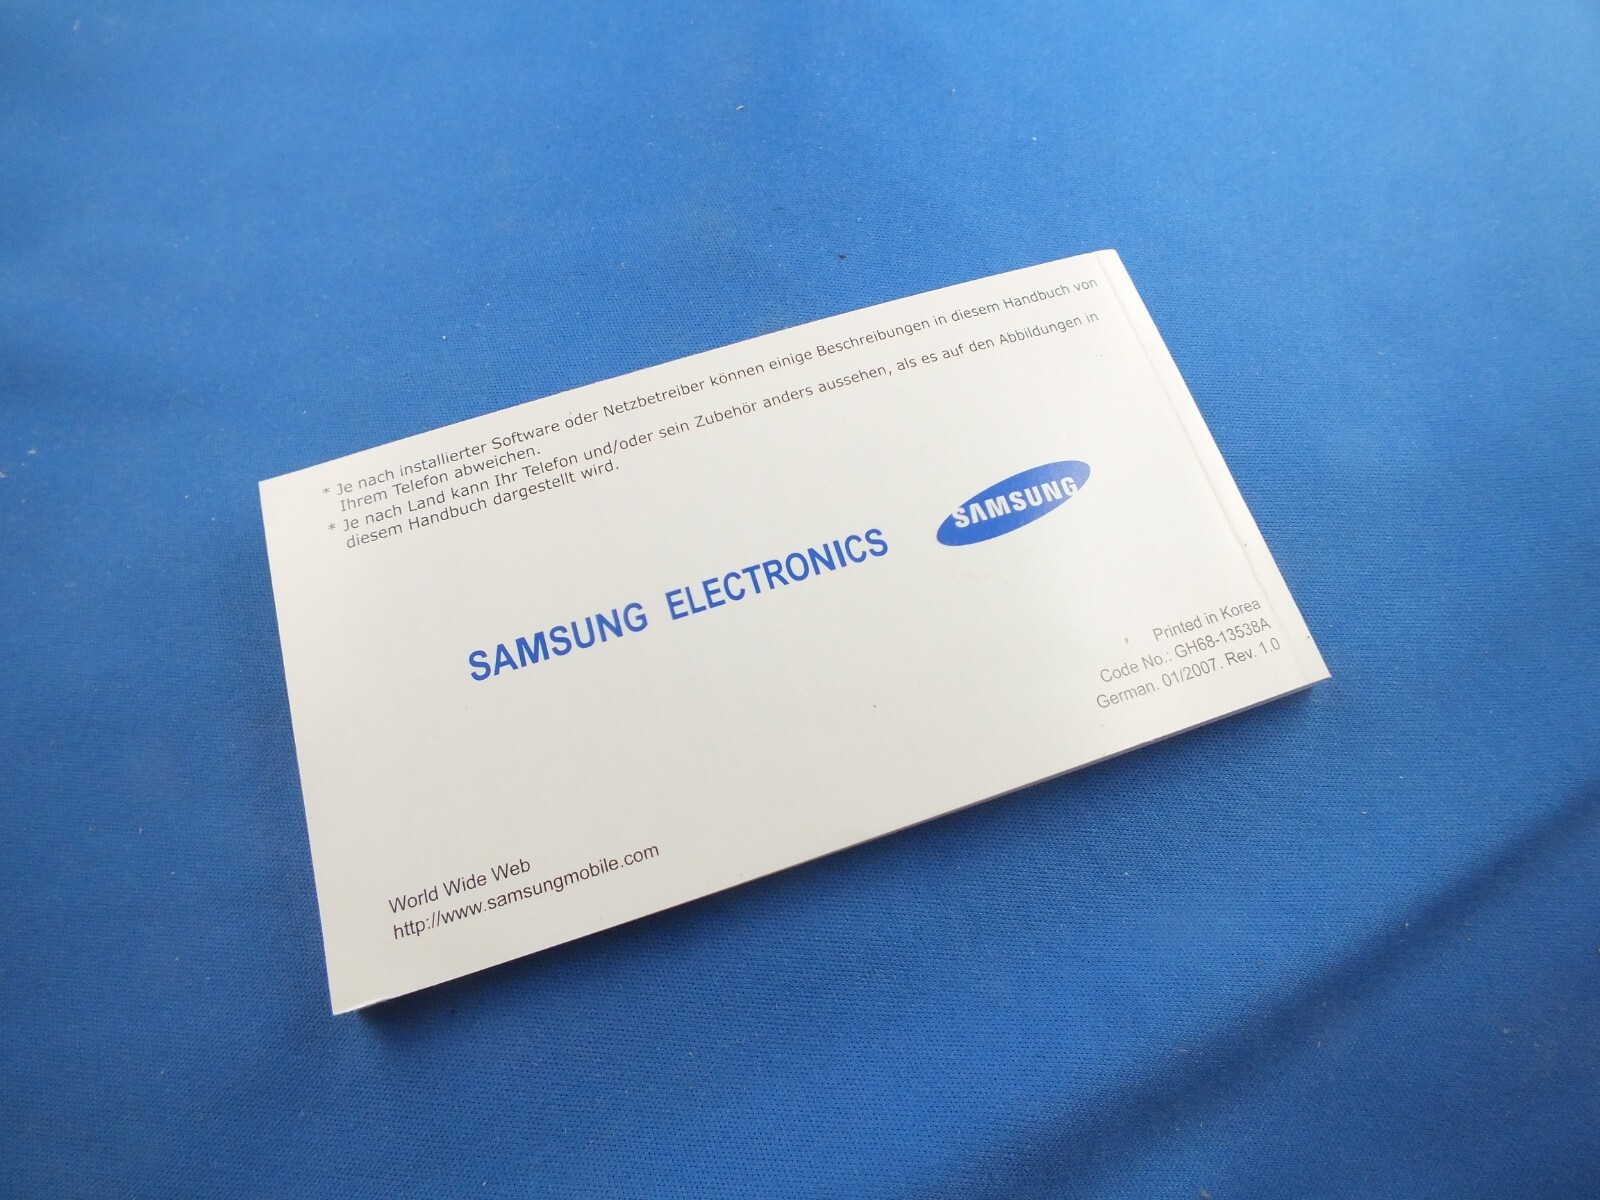 * Je nach installierter Software oder Netzbetreiber können einige Beschreibungen in diesem Handbuch von
Ihrem Telefon abweichen.
* Je nach Land kann Ihr Telefon und/oder sein Zubehör anders aussehen, als es auf den Abbildungen in
diesem Handbuch dargestellt wird.
SAMSUNG ELECTRONICS
SAMSUNG
Printed in Korea
Code No.: GH68-13538A
German. 01/2007. Rev. 1.0
World Wide Web
http://www.samsungmobile.com